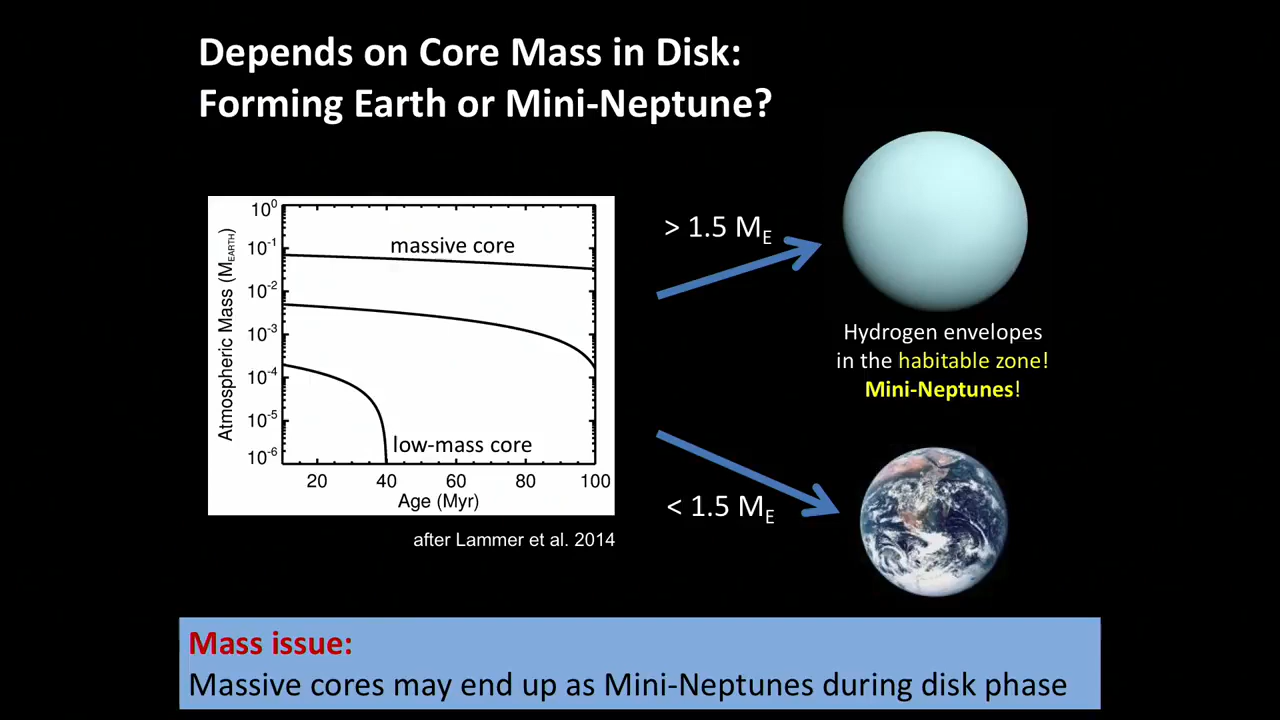 Depends on Core Mass in Disk:
Forming Earth or Mini-Neptune?
10⁰
10⁻¹
10⁻²
10⁻³
10⁻⁴
10⁻⁵
10⁻⁶
Atmospheric Mass (M_EARTH)
massive core
low-mass core
20 40 60 80 100
Age (Myr)
after Lammer et al. 2014
> 1.5 M_E
Hydrogen envelopes
in the habitable zone!
Mini-Neptunes!
< 1.5 M_E
Mass issue:
Massive cores may end up as Mini-Neptunes during disk phase